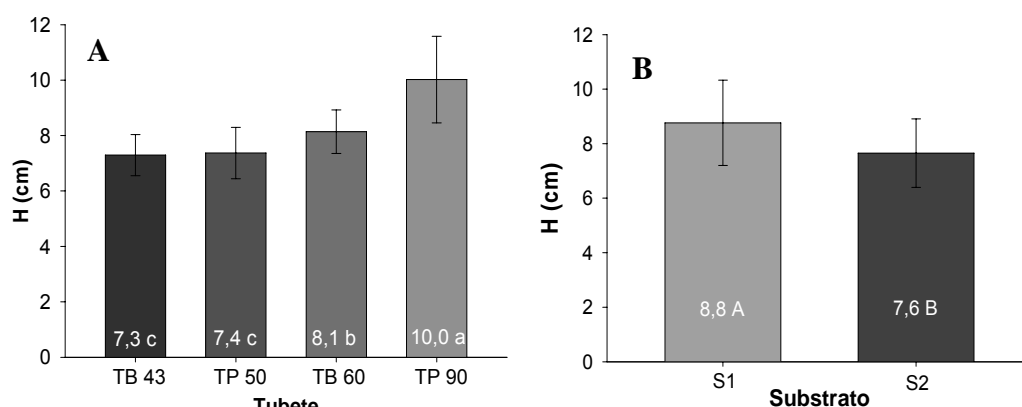 A
H (cm)
12
10
8
6
4
2
0
7,3 c
7,4 c
8,1 b
10,0 a
TB 43
TP 50
TB 60
TP 90
Tubete
B
H (cm)
12
10
8
6
4
2
0
8,8 A
7,6 B
S1
S2
Substrato